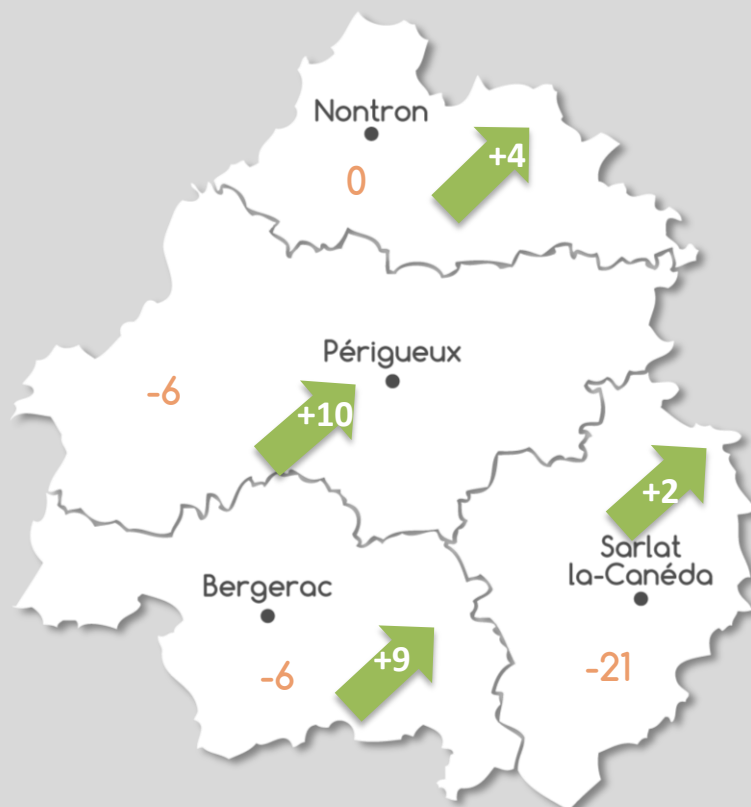 Nontron
+4
0
Périgueux
-6
+10
+2
Sarlat
la-Canéda
Bergerac
+9
-6
-21